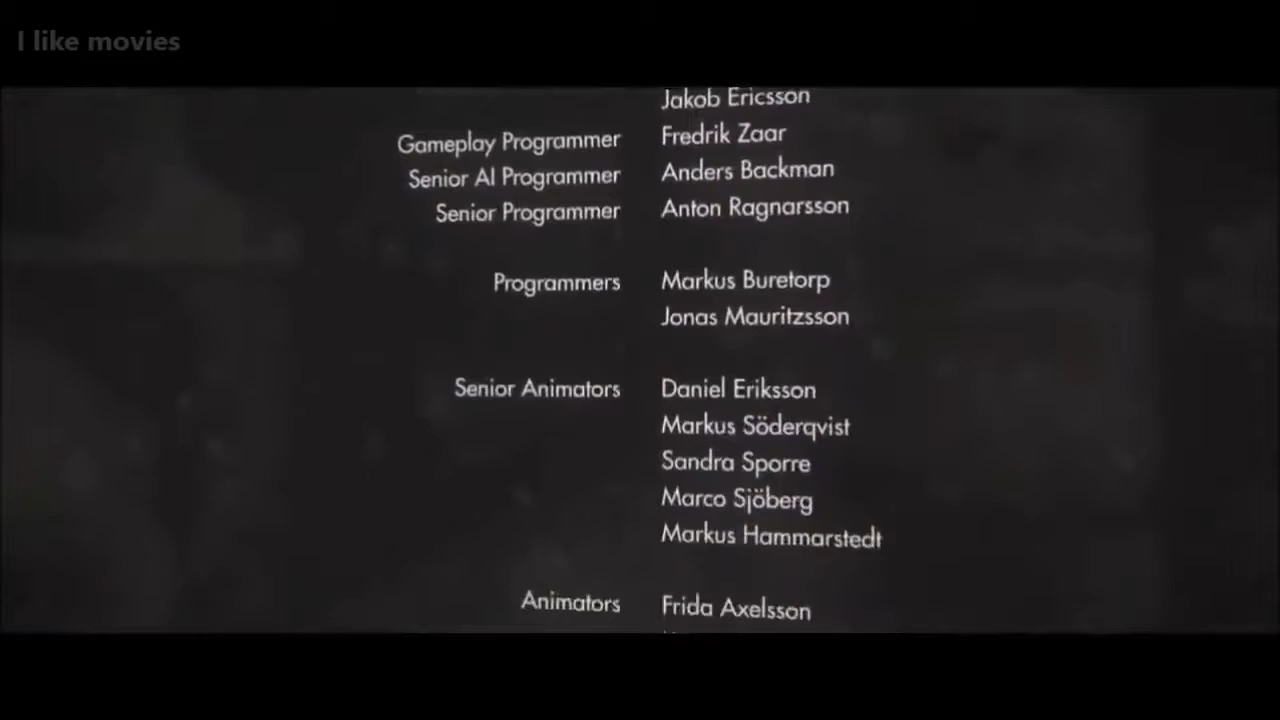 I like movies
Jakob Ericsson
Gameplay Programmer Fredrik Zaar
Senior AI Programmer Anders Backman
Senior Programmer Anton Ragnarsson
Programmers Markus Buretorp
Jonas Mauritzsson
Senior Animators Daniel Eriksson
Markus Söderqvist
Sandra Sporre
Marco Sjöberg
Markus Hammarstedt
Animators Frida Axelsson